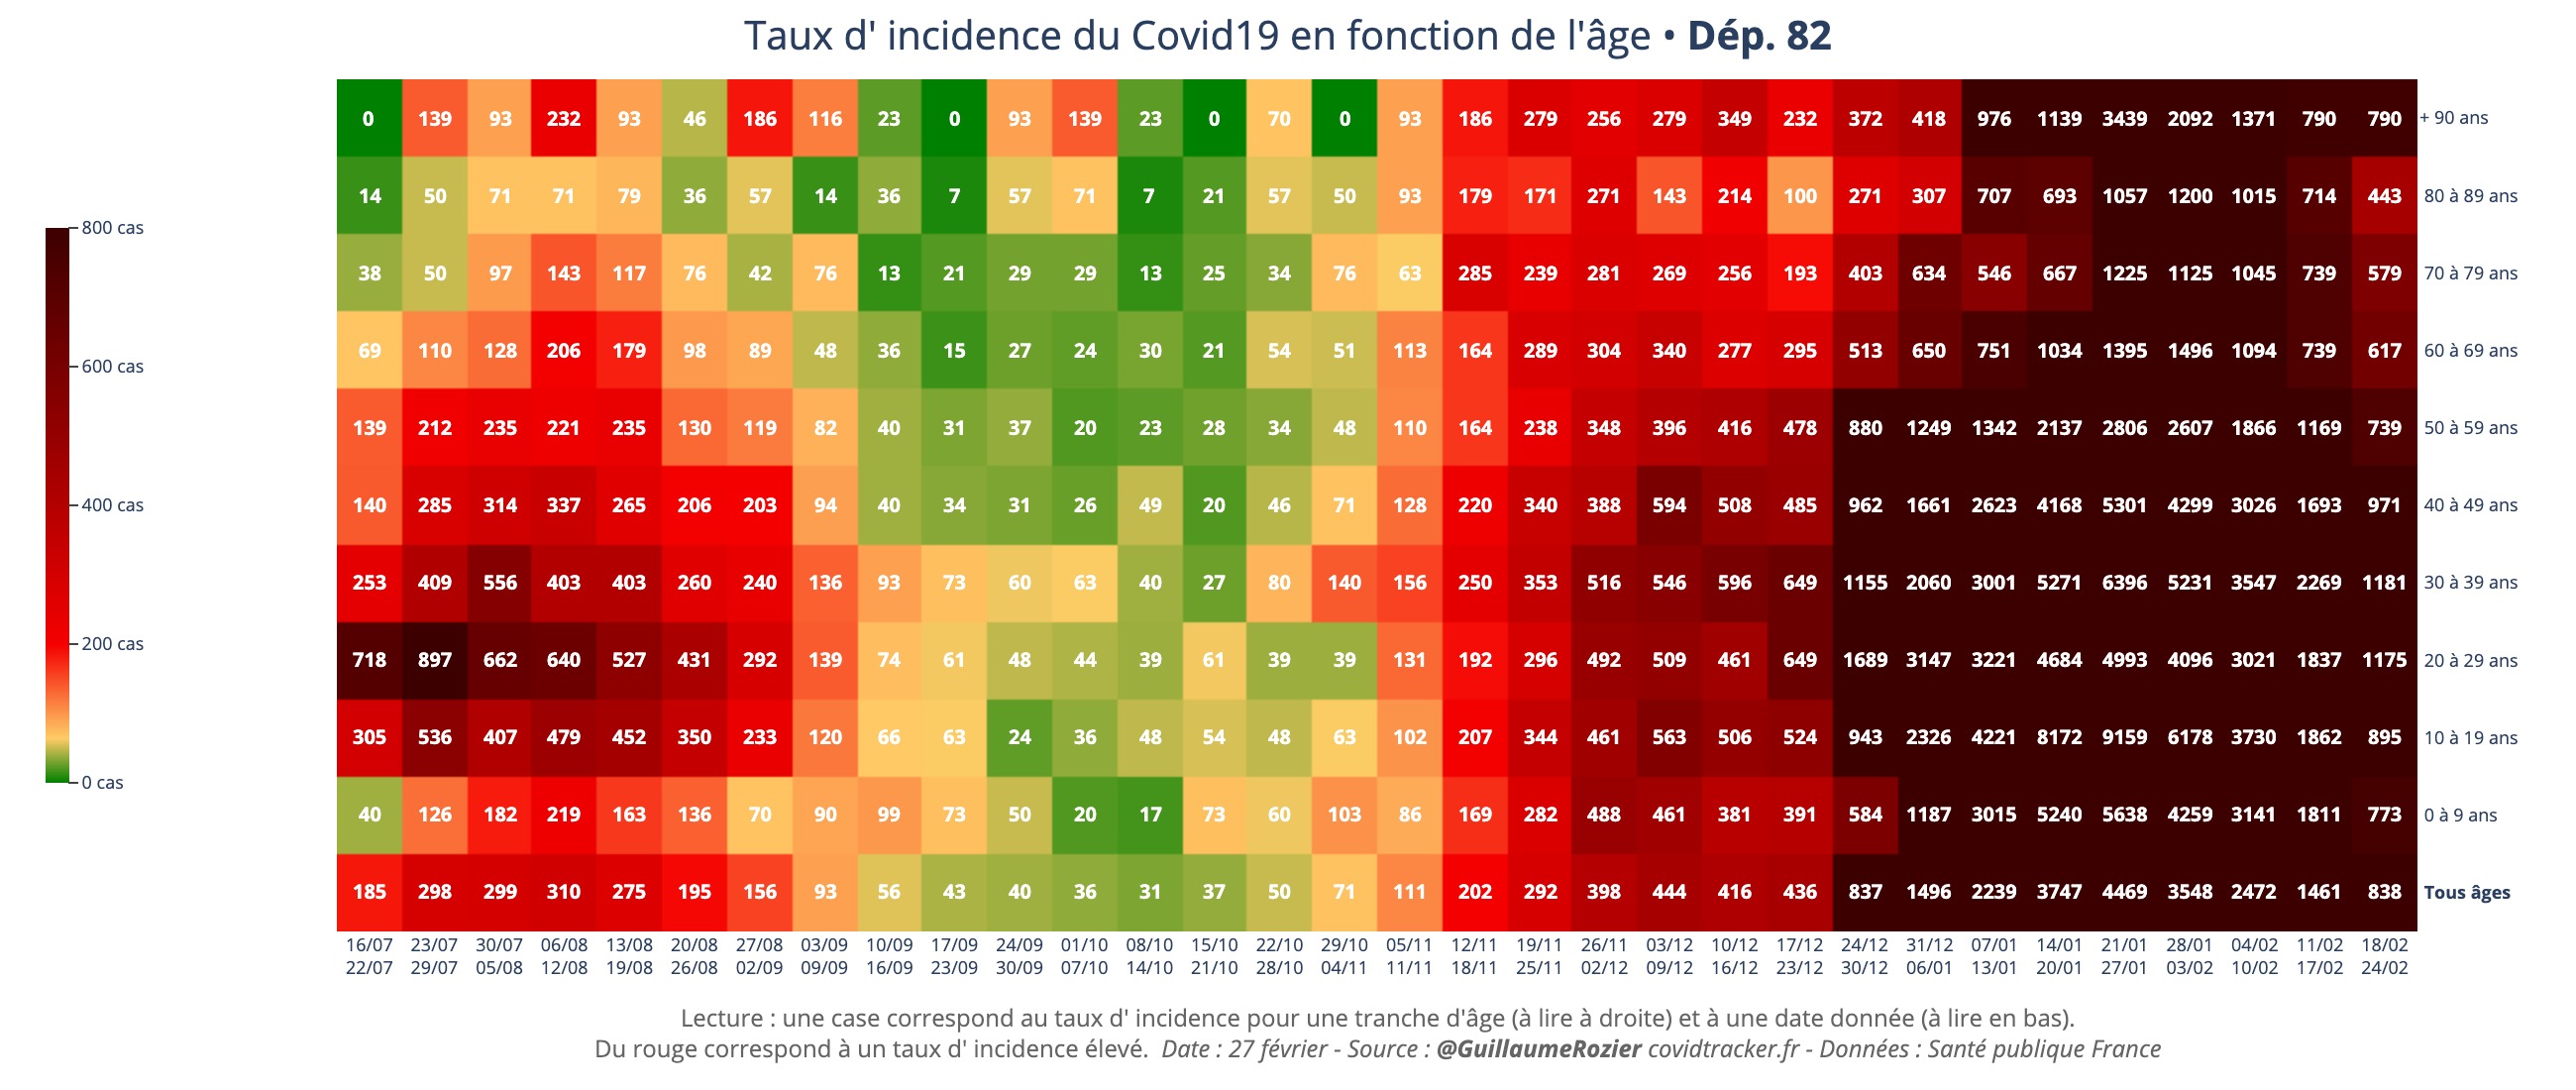 Taux d' incidence du Covid19 en fonction de l'âge • Dép. 82
800 cas
600 cas
400 cas
200 cas
0 cas
0 139 93 232 93 46 186 116 23 0 93 139 23 0 70 0 93 186 279 256 279 349 232 372 418 976 1139 3439 2092 1371 790 790 + 90 ans
14 50 71 71 79 36 57 14 36 7 57 71 7 21 57 50 93 179 171 271 143 214 100 271 307 707 693 1057 1200 1015 714 443 80 à 89 ans
38 50 97 143 117 76 42 76 13 21 29 29 13 25 34 76 63 285 239 281 269 256 193 403 634 546 667 1225 1125 1045 739 579 70 à 79 ans
69 110 128 206 179 98 89 48 36 15 27 24 30 21 54 51 113 164 289 304 340 277 295 513 650 751 1034 1395 1496 1094 739 617 60 à 69 ans
139 212 235 221 235 130 119 82 40 31 37 20 23 28 34 48 110 164 238 348 396 416 478 880 1249 1342 2137 2806 2607 1866 1169 739 50 à 59 ans
140 285 314 337 265 206 203 94 40 34 31 26 49 20 46 71 128 220 340 388 594 508 485 962 1661 2623 4168 5301 4299 3026 1693 971 40 à 49 ans
253 409 556 403 403 260 240 136 93 73 60 63 40 27 80 140 156 250 353 516 546 596 649 1155 2060 3001 5271 6396 5231 3547 2269 1181 30 à 39 ans
718 897 662 640 527 431 292 139 74 61 48 44 39 61 39 39 131 192 296 492 509 461 649 1689 3147 3221 4684 4993 4096 3021 1837 1175 20 à 29 ans
305 536 407 479 452 350 233 120 66 63 24 36 48 54 48 63 102 207 344 461 563 506 524 943 2326 4221 8172 9159 6178 3730 1862 895 10 à 19 ans
40 126 182 219 163 136 70 90 99 73 50 20 17 73 60 103 86 169 282 488 461 381 391 584 1187 3015 5240 5638 4259 3141 1811 773 0 à 9 ans
185 298 299 310 275 195 156 93 56 43 40 36 31 37 50 71 111 202 292 398 444 416 436 837 1496 2239 3747 4469 3548 2472 1461 838 Tous âges
16/07 23/07 30/07 06/08 13/08 20/08 27/08 03/09 10/09 17/09 24/09 01/10 08/10 15/10 22/10 29/10 05/11 12/11 19/11 26/11 03/12 10/12 17/12 24/12 31/12 07/01 14/01 21/01 28/01 04/02 11/02 18/02
22/07 29/07 05/08 12/08 19/08 26/08 02/09 09/09 16/09 23/09 30/09 07/10 14/10 21/10 28/10 04/11 11/11 18/11 25/11 02/12 09/12 16/12 23/12 30/12 06/01 13/01 20/01 27/01 03/02 10/02 17/02 24/02
Lecture : une case correspond au taux d' incidence pour une tranche d'âge (à lire à droite) et à une date donnée (à lire en bas).
Du rouge correspond à un taux d' incidence élevé. Date : 27 février - Source : @GuillaumeRozier covidtracker.fr - Données : Santé publique France